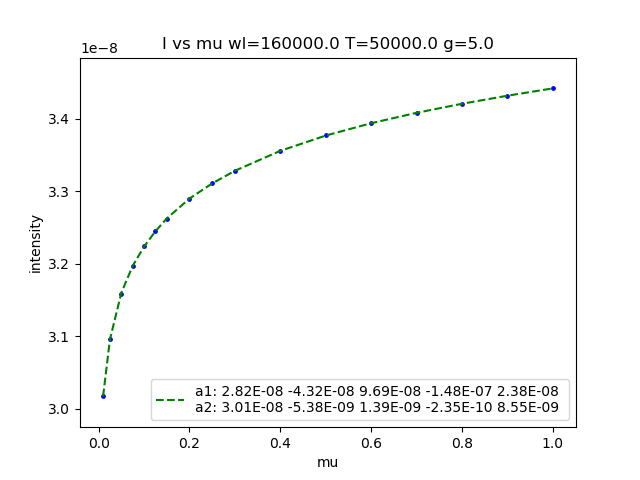 I vs mu wl=160000.0 T=50000.0 g=5.0
1e−8
3.4
3.3
3.2
3.1
3.0
intensity
a1: 2.82E-08 -4.32E-08 9.69E-08 -1.48E-07 2.38E-08
a2: 3.01E-08 -5.38E-09 1.39E-09 -2.35E-10 8.55E-09
0.0 0.2 0.4 0.6 0.8 1.0
mu